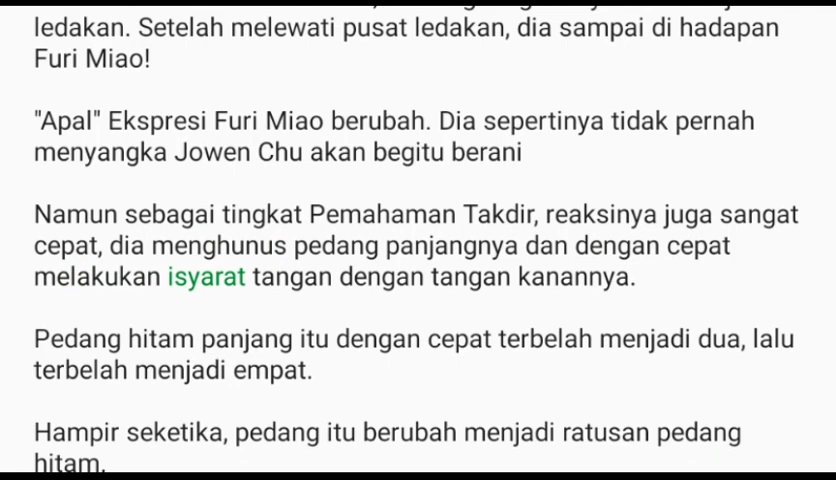 ledakan. Setelah melewati pusat ledakan, dia sampai di hadapan
Furi Miao!
"Apal" Ekspresi Furi Miao berubah. Dia sepertinya tidak pernah
menyangka Jowen Chu akan begitu berani
Namun sebagai tingkat Pemahaman Takdir, reaksinya juga sangat
cepat, dia menghunus pedang panjangnya dan dengan cepat
melakukan isyarat tangan dengan tangan kanannya.
Pedang hitam panjang itu dengan cepat terbelah menjadi dua, lalu
terbelah menjadi empat.
Hampir seketika, pedang itu berubah menjadi ratusan pedang
hitam.